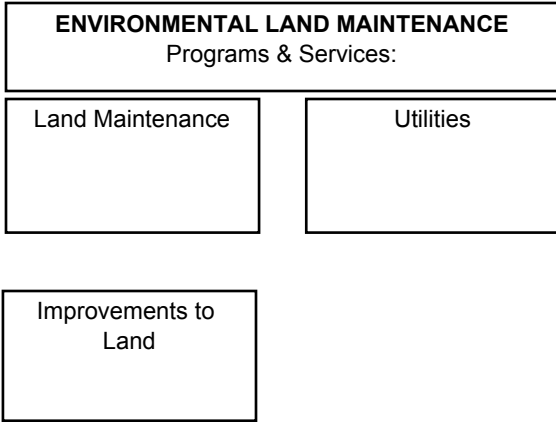 ENVIRONMENTAL LAND MAINTENANCE
Programs & Services:
Land Maintenance
Utilities
Improvements to
Land